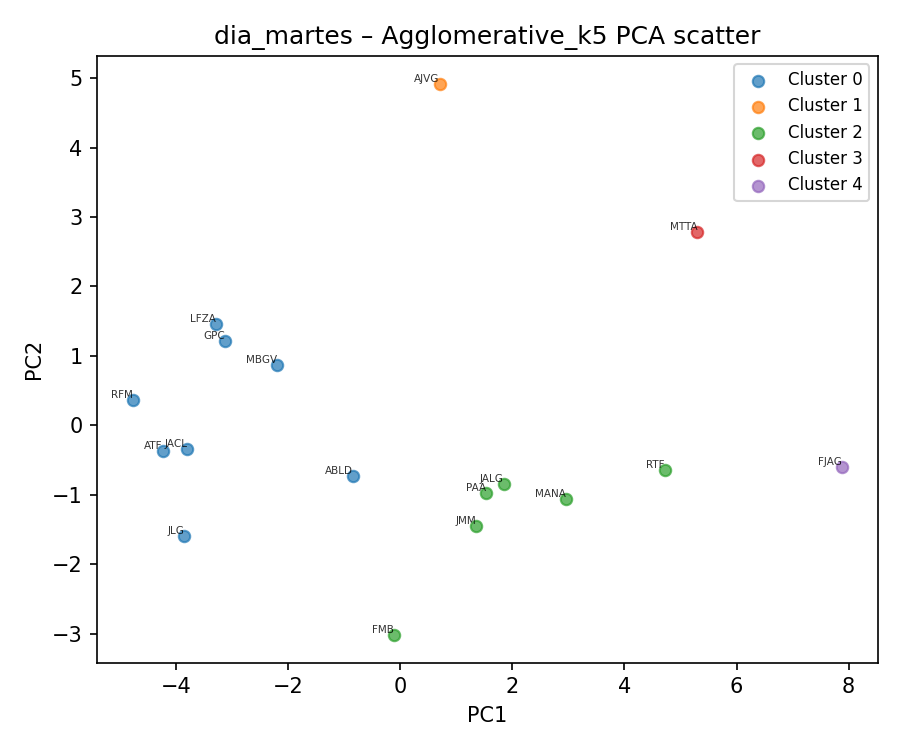 dia_martes – Agglomerative_k5 PCA scatter
PC2
5
4
3
2
1
0
−1
−2
−3
AJVG
MTTA
LFZA
GPC
MBGV
RFM
ATF
JACL
ABLD
JLG
JALG
PAA
MANA
RTF
FJAG
JMM
FMB
Cluster 0
Cluster 1
Cluster 2
Cluster 3
Cluster 4
−4
−2
0
2
4
6
8
PC1